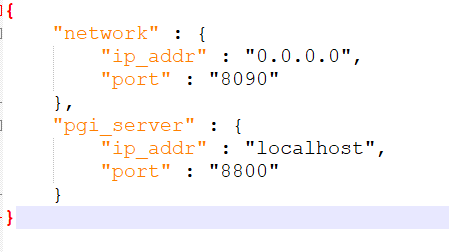 {
    "network" : {
        "ip_addr" : "0.0.0.0",
        "port" : "8090"
    },
    "pgi_server" : {
        "ip_addr" : "localhost",
        "port" : "8800"
    }
}